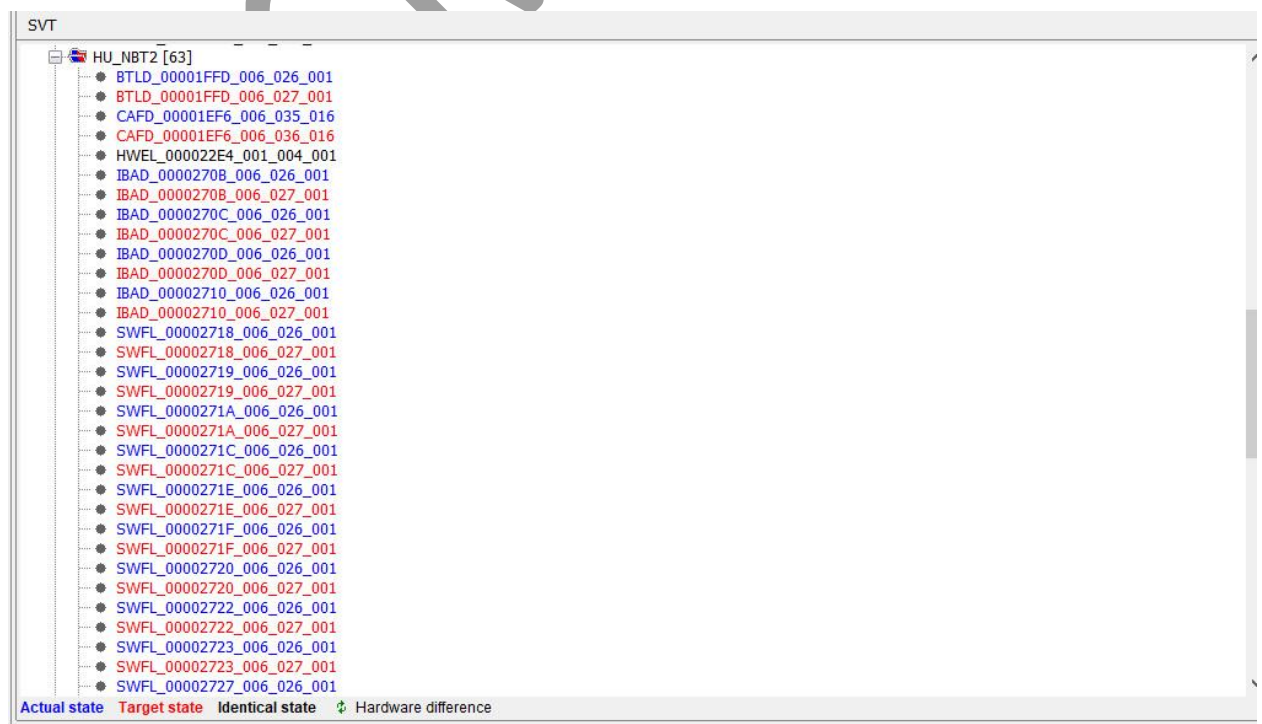 SVT
HU_NBT2 [63]
BTLD_00001FFD_006_026_001
BTLD_00001FFD_006_027_001
CAFD_00001EF6_006_035_016
CAFD_00001EF6_006_036_016
HWEL_000022E4_001_004_001
IBAD_0000270B_006_026_001
IBAD_0000270B_006_027_001
IBAD_0000270C_006_026_001
IBAD_0000270C_006_027_001
IBAD_0000270D_006_026_001
IBAD_0000270D_006_027_001
IBAD_00002710_006_026_001
IBAD_00002710_006_027_001
SWFL_00002718_006_026_001
SWFL_00002718_006_027_001
SWFL_00002719_006_026_001
SWFL_00002719_006_027_001
SWFL_0000271A_006_026_001
SWFL_0000271A_006_027_001
SWFL_0000271C_006_026_001
SWFL_0000271C_006_027_001
SWFL_0000271E_006_026_001
SWFL_0000271E_006_027_001
SWFL_0000271F_006_026_001
SWFL_0000271F_006_027_001
SWFL_00002720_006_026_001
SWFL_00002720_006_027_001
SWFL_00002722_006_026_001
SWFL_00002722_006_027_001
SWFL_00002723_006_026_001
SWFL_00002723_006_027_001
SWFL_00002727_006_026_001
Actual state Target state Identical state Hardware difference